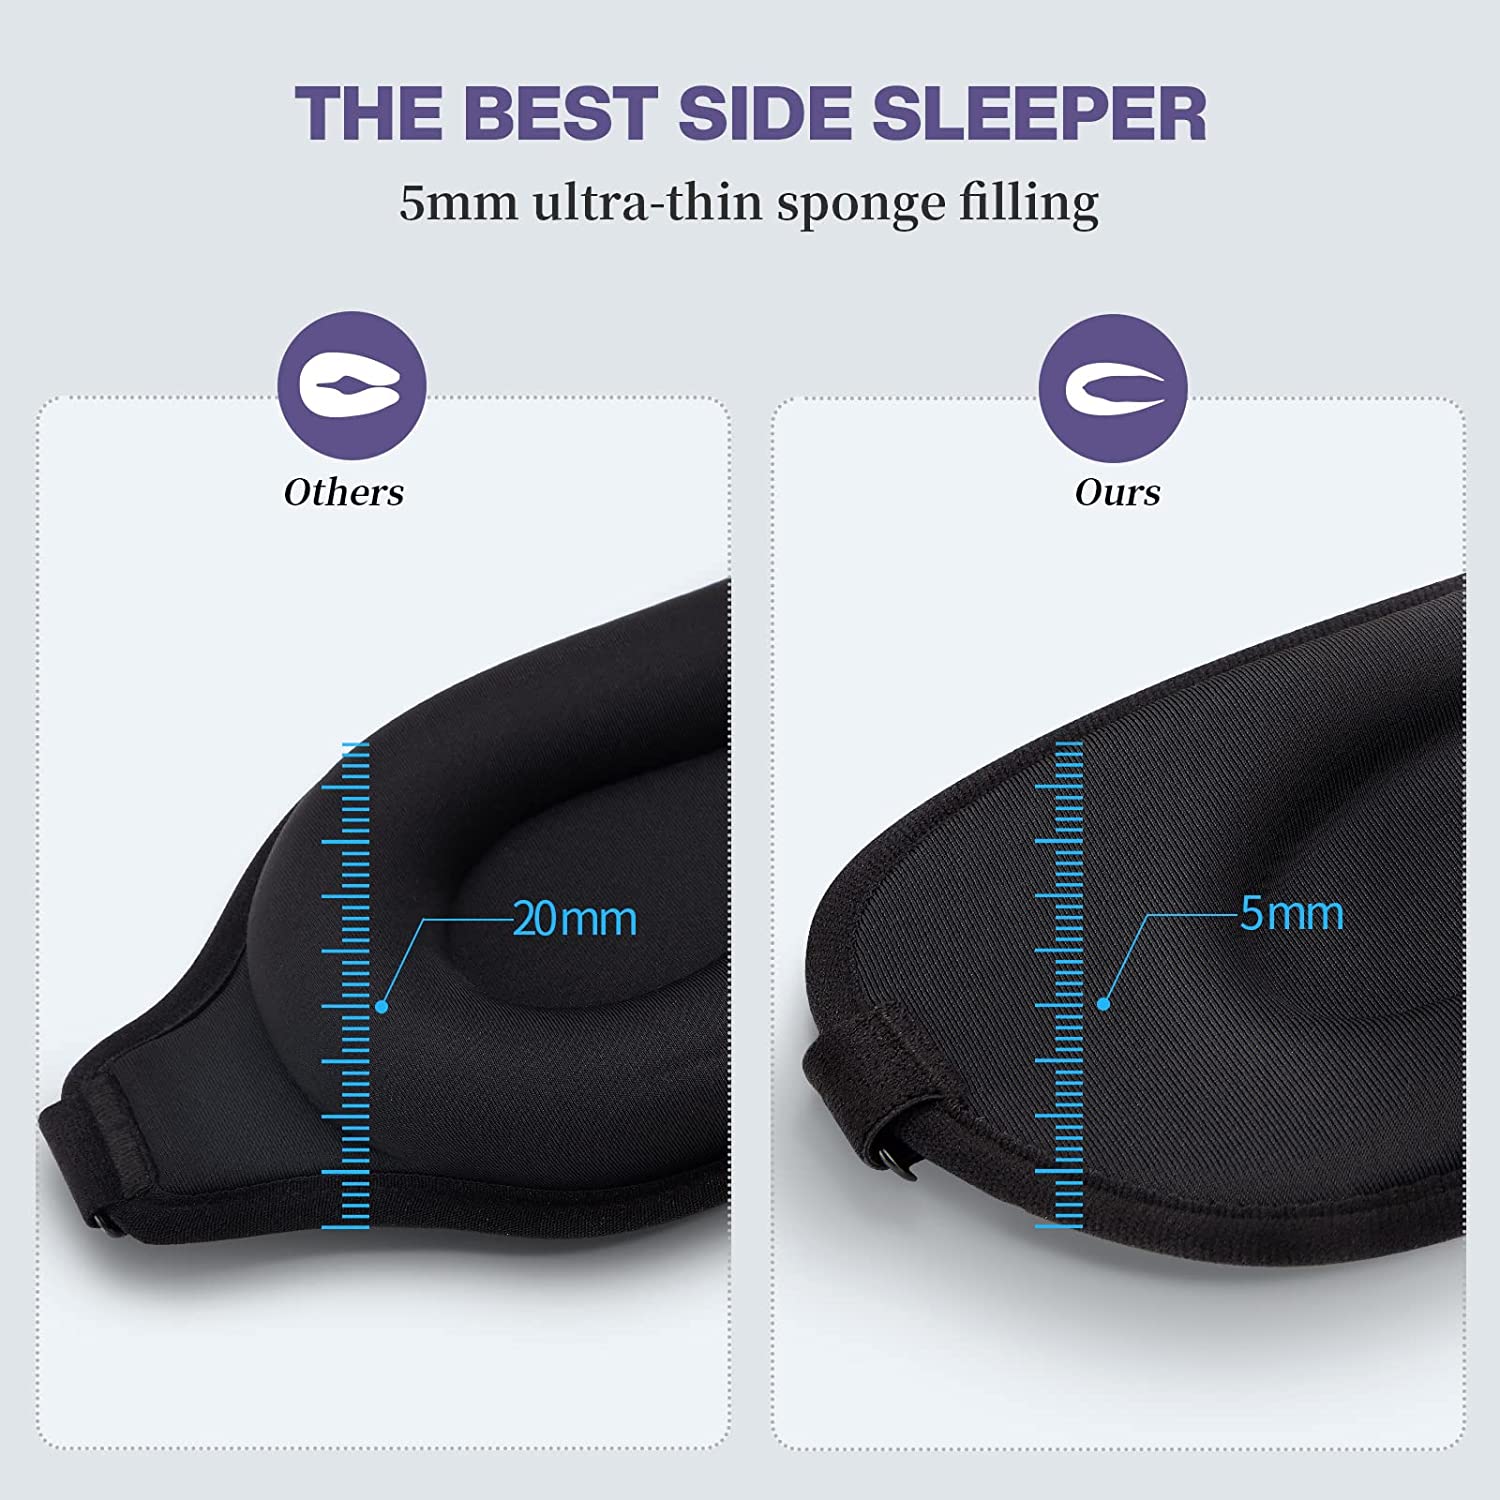 THE BEST SIDE SLEEPER
5mm ultra-thin sponge filling
Others
Ours
20mm
5mm